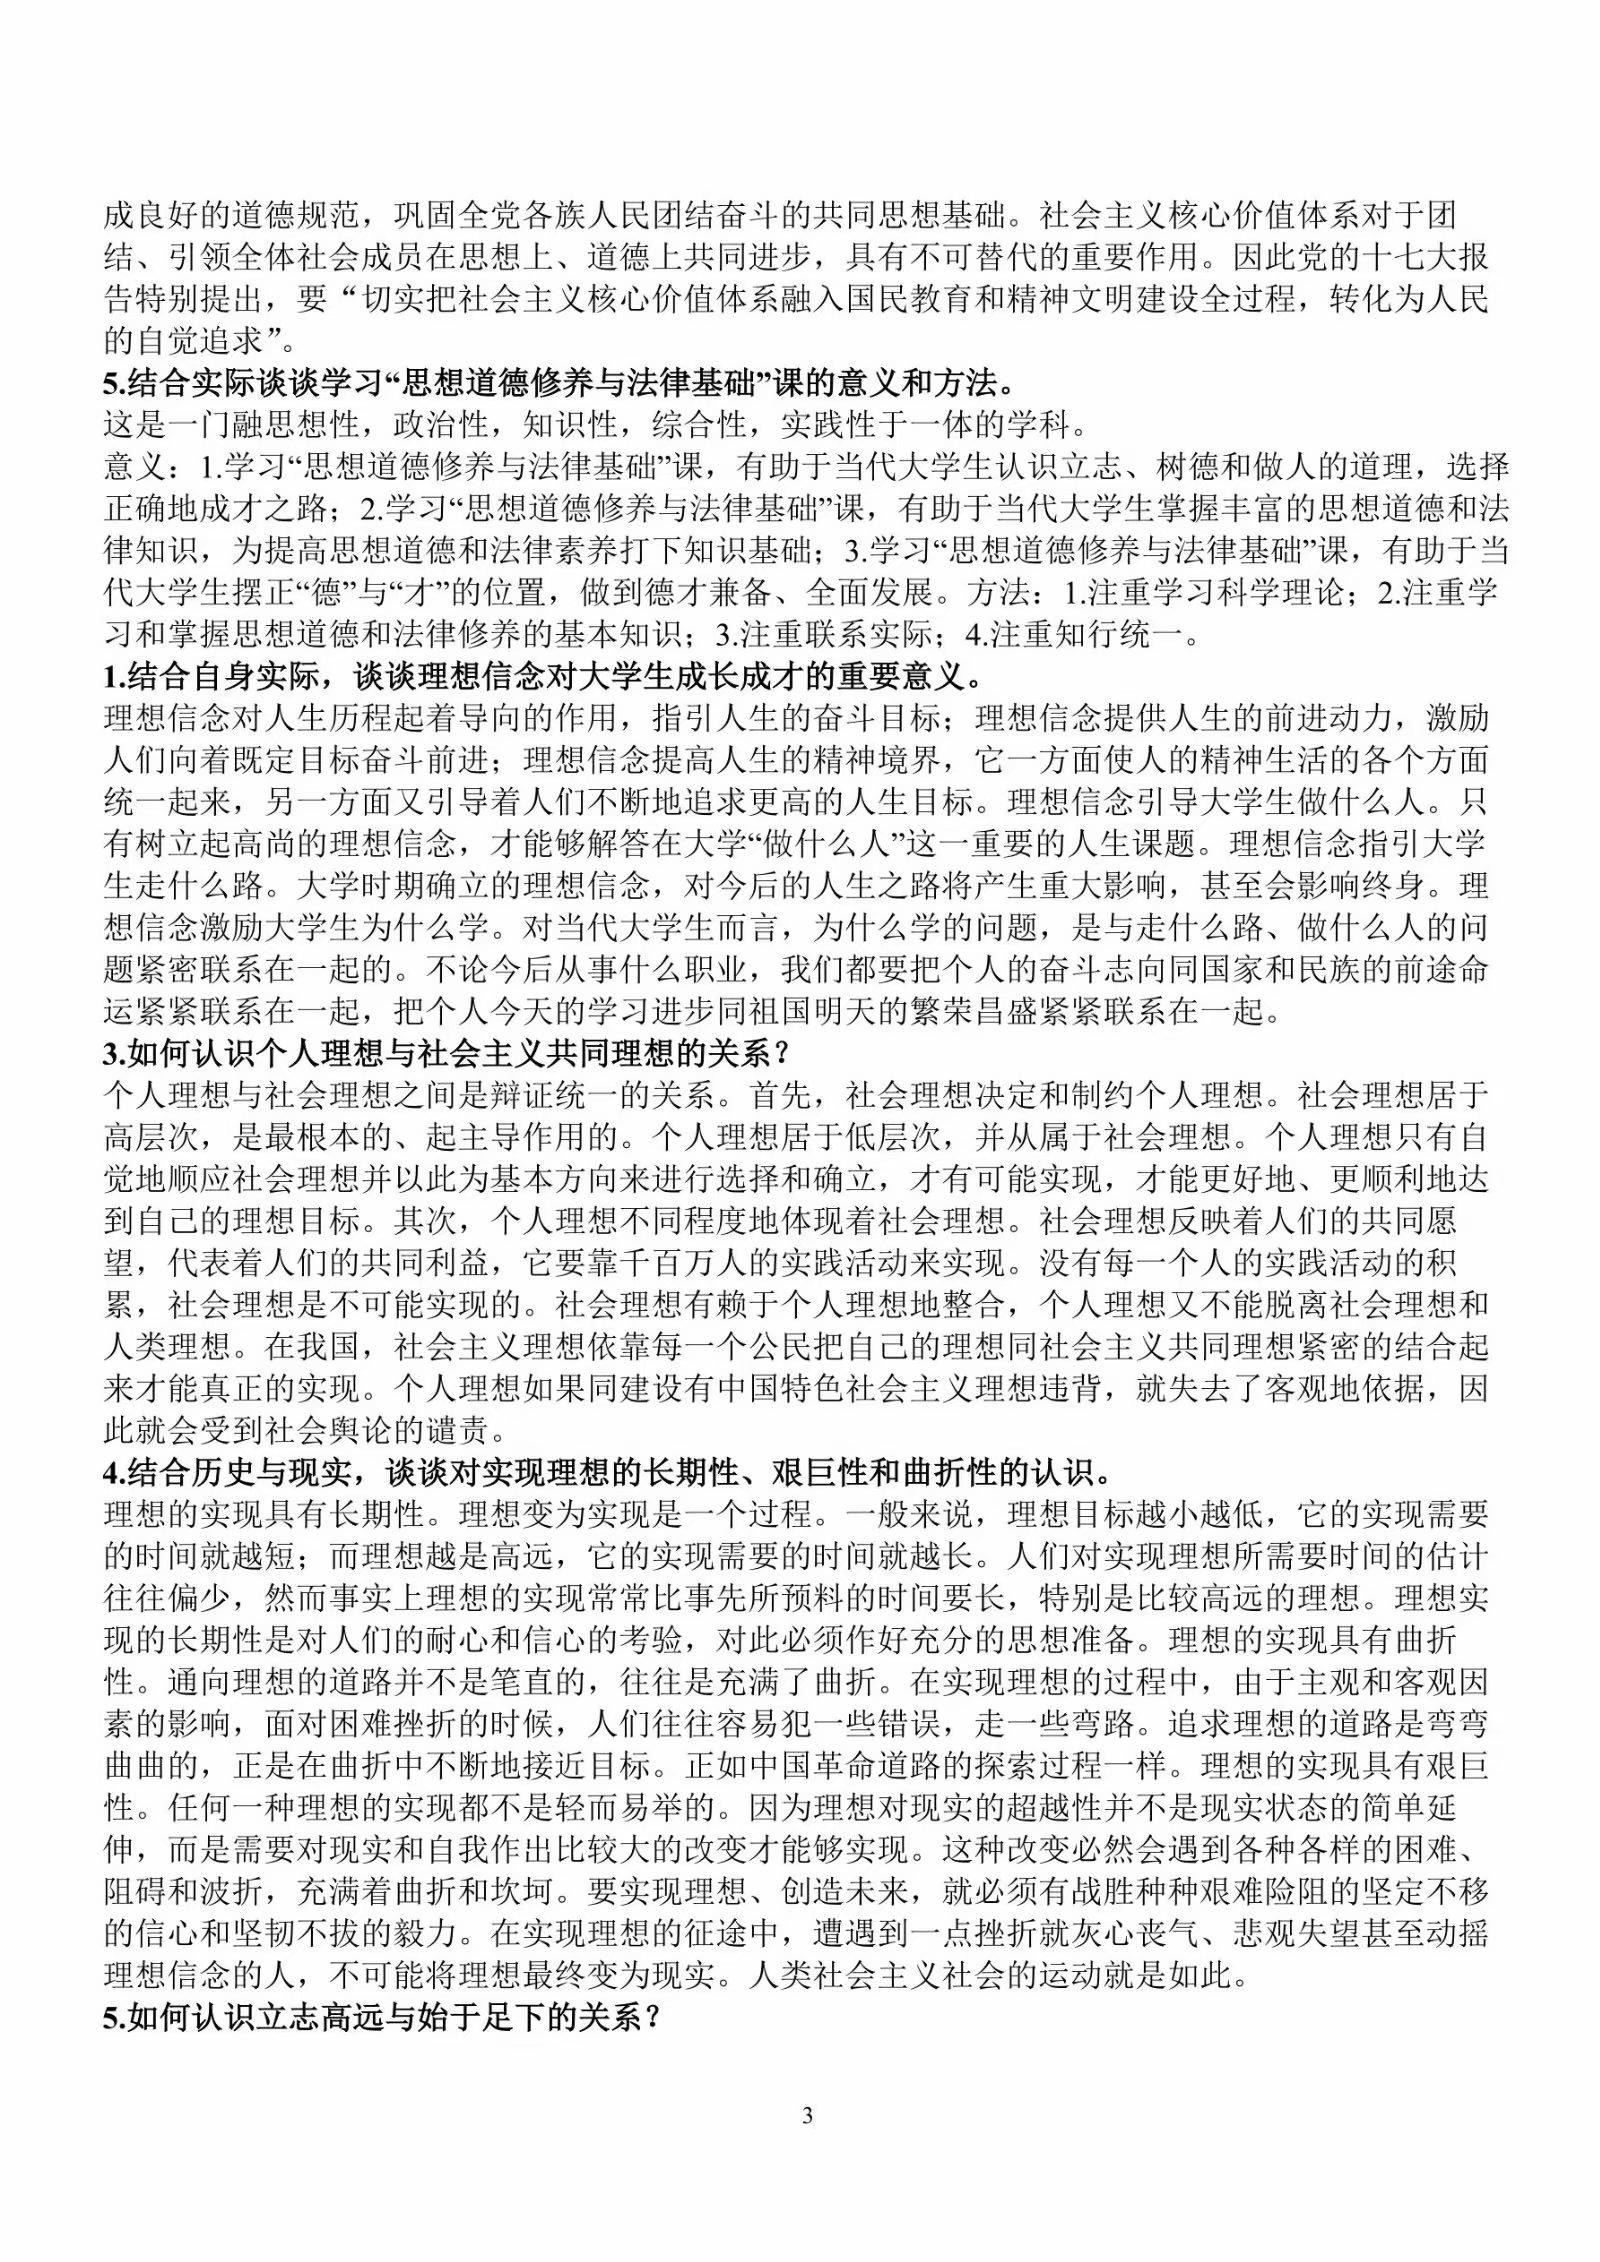 成良好的道德规范，巩固全党各族人民团结奋斗的共同思想基础。社会主义核心价值体系对于团
结、引领全体社会成员在思想上、道德上共同进步，具有不可替代的重要作用。因此党的十七大报
告特别提出，要“切实把社会主义核心价值体系融入国民教育和精神文明建设全过程，转化为人民
的自觉追求”。
5.结合实际谈谈学习“思想道德修养与法律基础”课的意义和方法。
这是一门融思想性，政治性，知识性，综合性，实践性于一体的学科。
意义：1.学习“思想道德修养与法律基础”课，有助于当代大学生认识立志、树德和做人的道理，选择
正确地成才之路；2.学习“思想道德修养与法律基础”课，有助于当代大学生掌握丰富的思想道德和法
律知识，为提高思想道德和法律素养打下知识基础；3.学习“思想道德修养与法律基础”课，有助于当
代大学生摆正“德”与“才”的位置，做到德才兼备、全面发展。方法：1.注重学习科学理论；2.注重学
习和掌握思想道德和法律修养的基本知识；3.注重联系实际；4.注重知行统一。
1.结合自身实际，谈谈理想信念对大学生成长成才的重要意义。
理想信念对人生历程起着导向的作用，指引人生的奋斗目标；理想信念提供人生的前进动力，激励
人们向着既定目标奋斗前进；理想信念提高人生的精神境界，它一方面使人的精神生活的各个方面
统一起来，另一方面又引导着人们不断地追求更高的人生目标。理想信念引导大学生做什么人。只
有树立起高尚的理想信念，才能够解答在大学“做什么人”这一重要的人生课题。理想信念指引大学
生走什么路。大学时期确立的理想信念，对今后的人生之路将产生重大影响，甚至会影响终身。理
想信念激励大学生为什么学。对当代大学生而言，为什么学的问题，是与走什么路、做什么人的问
题紧密联系在一起的。不论今后从事什么职业，我们都要把个人的奋斗志向同国家和民族的前途命
运紧紧联系在一起，把个人今天的学习进步同祖国明天的繁荣昌盛紧紧联系在一起。
3.如何认识个人理想与社会主义共同理想的关系？
个人理想与社会理想之间是辩证统一的关系。首先，社会理想决定和制约个人理想。社会理想居于
高层次，是最根本的、起主导作用的。个人理想居于低层次，并从属于社会理想。个人理想只有自
觉地顺应社会理想并以此为基本方向来进行选择和确立，才有可能实现，才能更好地、更顺利地达
到自己的理想目标。其次，个人理想不同程度地体现着社会理想。社会理想反映着人们的共同愿
望，代表着人们的共同利益，它要靠千百万人的实践活动来实现。没有每一个人的实践活动的积
累，社会理想是不可能实现的。社会理想有赖于个人理想地整合，个人理想又不能脱离社会理想和
人类理想。在我国，社会主义理想依靠每一个公民把自己的理想同社会主义共同理想紧密的结合起
来才能真正的实现。个人理想如果同建设有中国特色社会主义理想违背，就失去了客观地依据，因
此就会受到社会舆论的谴责。
4.结合历史与现实，谈谈对实现理想的长期性、艰巨性和曲折性的认识。
理想的实现具有长期性。理想变为实现是一个过程。一般来说，理想目标越小越低，它的实现需要
的时间就越短；而理想越是高远，它的实现需要的时间就越长。人们对实现理想所需要时间的估计
往往偏少，然而事实上理想的实现常常比事先所预料的时间要长，特别是比较高远的理想。理想实
现的长期性是对人们的耐心和信心的考验，对此必须作好充分的思想准备。理想的实现具有曲折
性。通向理想的道路并不是笔直的，往往是充满了曲折。在实现理想的过程中，由于主观和客观因
素的影响，面对困难挫折的时候，人们往往容易犯一些错误，走一些弯路。追求理想的道路是弯弯
曲曲的，正是在曲折中不断地接近目标。正如中国革命道路的探索过程一样。理想的实现具有艰巨
性。任何一种理想的实现都不是轻而易举的。因为理想对现实的超越性并不是现实状态的简单延
伸，而是需要对现实和自我作出比较大的改变才能够实现。这种改变必然会遇到各种各样的困难、
阻碍和波折，充满着曲折和坎坷。要实现理想、创造未来，就必须有战胜种种艰难险阻的坚定不移
的信心和坚韧不拔的毅力。在实现理想的征途中，遭遇到一点挫折就灰心丧气、悲观失望甚至动摇
理想信念的人，不可能将理想最终变为现实。人类社会主义社会的运动就是如此。
5.如何认识立志高远与始于足下的关系？
3